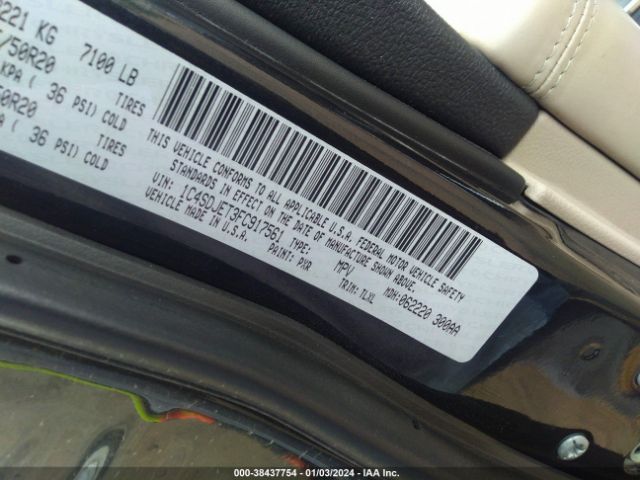 3221 KG 7100 LB
/50R20 TIRES
KPA ( 36 PSI) COLD
50R20 TIRES
A ( 36 PSI) COLD
THIS VEHICLE CONFORMS TO ALL APPLICABLE U.S.A. FEDERAL MOTOR VEHICLE SAFETY
STANDARDS IN EFFECT ON THE DATE OF MANUFACTURE SHOWN ABOVE.
VIN: 1C4SDJET3FC917561 TYPE: MPV MDH:062220 300AA
VEHICLE MADE IN U.S.A. PAINT: PXR TRIM: TLXL
000-38437754 - 01/03/2024 - IAA Inc.